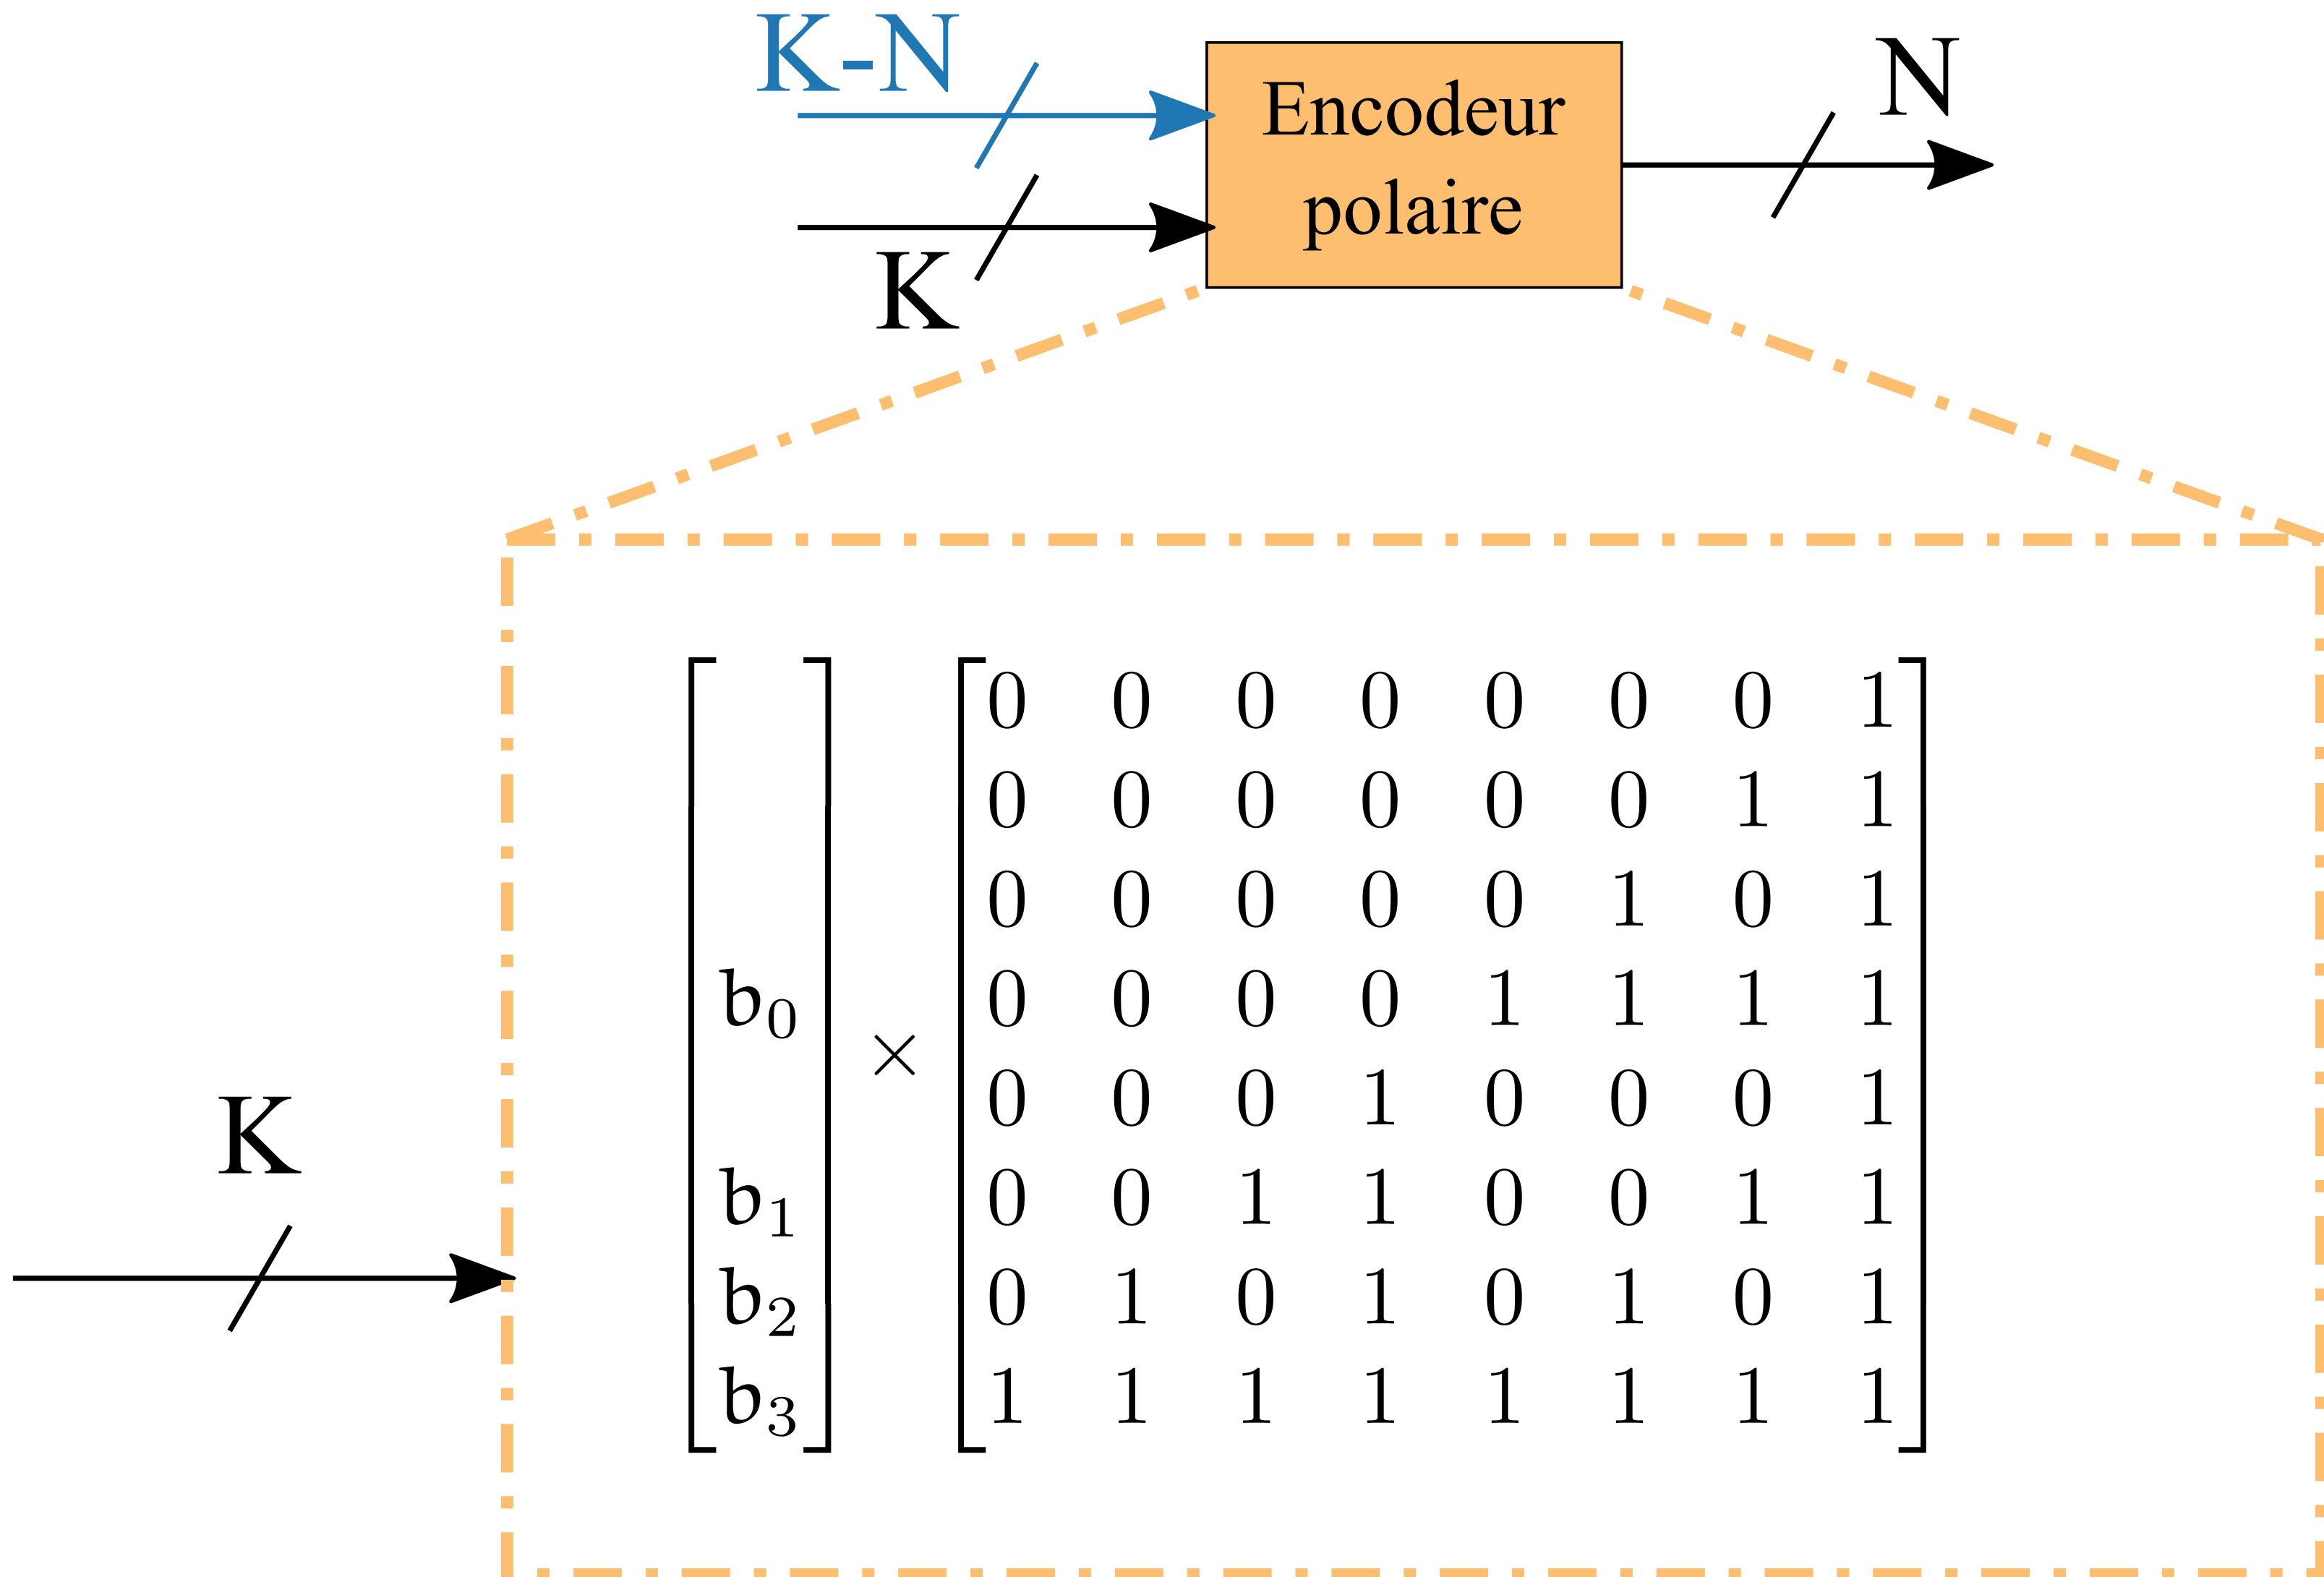 K-N
N
Encodeur
polaire
K
0 0 0 0 0 0 0 1
0 0 0 0 0 0 1 1
0 0 0 0 0 1 0 1
b₀ 0 0 0 0 1 1 1 1
×
0 0 0 1 0 0 0 1
K
b₁ 0 0 1 1 0 0 1 1
b₂ 0 1 0 1 0 1 0 1
b₃ 1 1 1 1 1 1 1 1